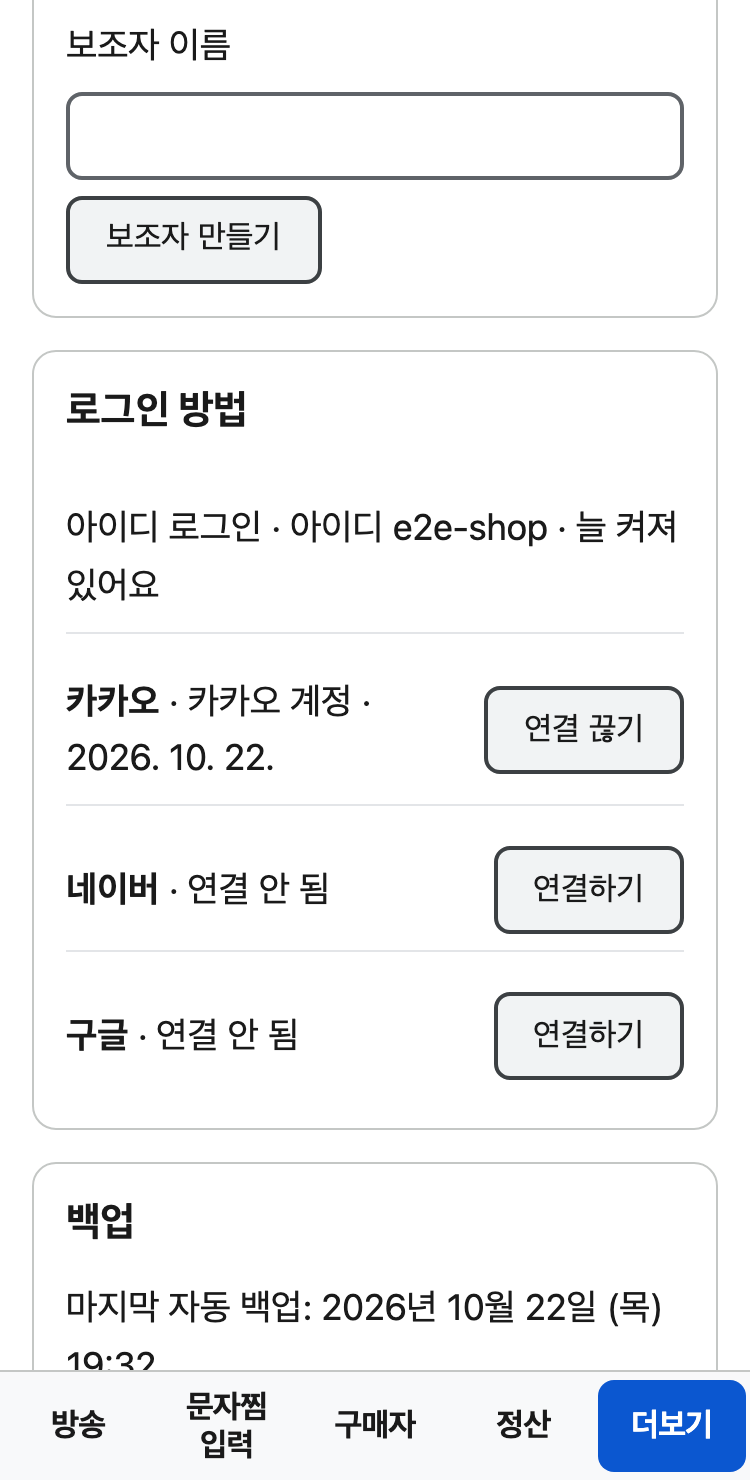 보조자 이름
보조자 만들기
로그인 방법
아이디 로그인 · 아이디 e2e-shop · 늘 켜져
있어요
카카오 · 카카오 계정 ·
2026. 10. 22.
연결 끊기
네이버 · 연결 안 됨
연결하기
구글 · 연결 안 됨
연결하기
백업
마지막 자동 백업: 2026년 10월 22일 (목)
19:32
방송
문자찜
입력
구매자
정산
더보기